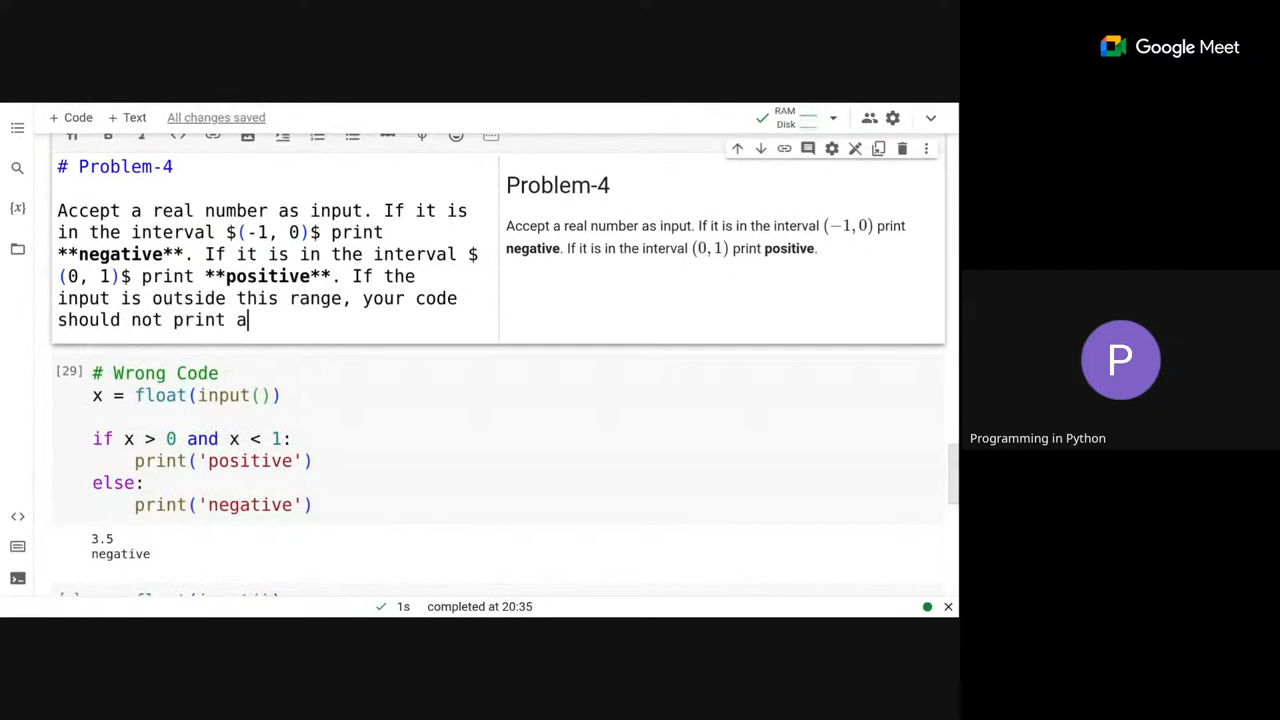 Google Meet
+ Code + Text All changes saved
RAM
Disk
# Problem-4
Accept a real number as input. If it is
in the interval $(-1, 0)$ print
**negative**. If it is in the interval $
(0, 1)$ print **positive**. If the
input is outside this range, your code
should not print a
Problem-4
Accept a real number as input. If it is in the interval (−1, 0) print
negative. If it is in the interval (0, 1) print positive.
[29] # Wrong Code
x = float(input())
if x > 0 and x < 1:
print('positive')
else:
print('negative')
3.5
negative
1s completed at 20:35
P
Programming in Python